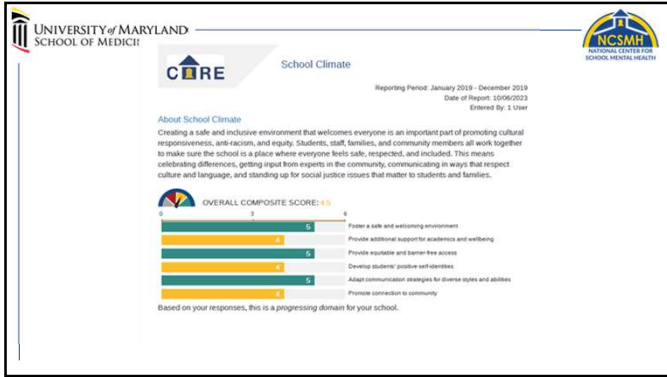 UNIVERSITY of MARYLAND
SCHOOL OF MEDICI
NCSMH
NATIONAL CENTER FOR
SCHOOL MENTAL HEALTH
CARE
School Climate
Reporting Period: January 2019 - December 2019
Date of Report: 10/06/2023
Entered By: 1 User
About School Climate
Creating a safe and inclusive environment that welcomes everyone is an important part of promoting cultural
responsiveness, anti-racism, and equity. Students, staff, families, and community members all work together
to make sure the school is a place where everyone feels safe, respected, and included. This means
celebrating differences, getting input from experts in the community, communicating in ways that respect
culture and language, and standing up for social justice issues that matter to students and families.
OVERALL COMPOSITE SCORE: 4.5
0 3 6
5 Foster a safe and welcoming environment
4 Provide additional support for academics and wellbeing
5 Provide equitable and barrier-free access
4 Develop students' positive self-identities
5 Adapt communication strategies for diverse styles and abilities
4 Promote connection to community
Based on your responses, this is a progressing domain for your school.